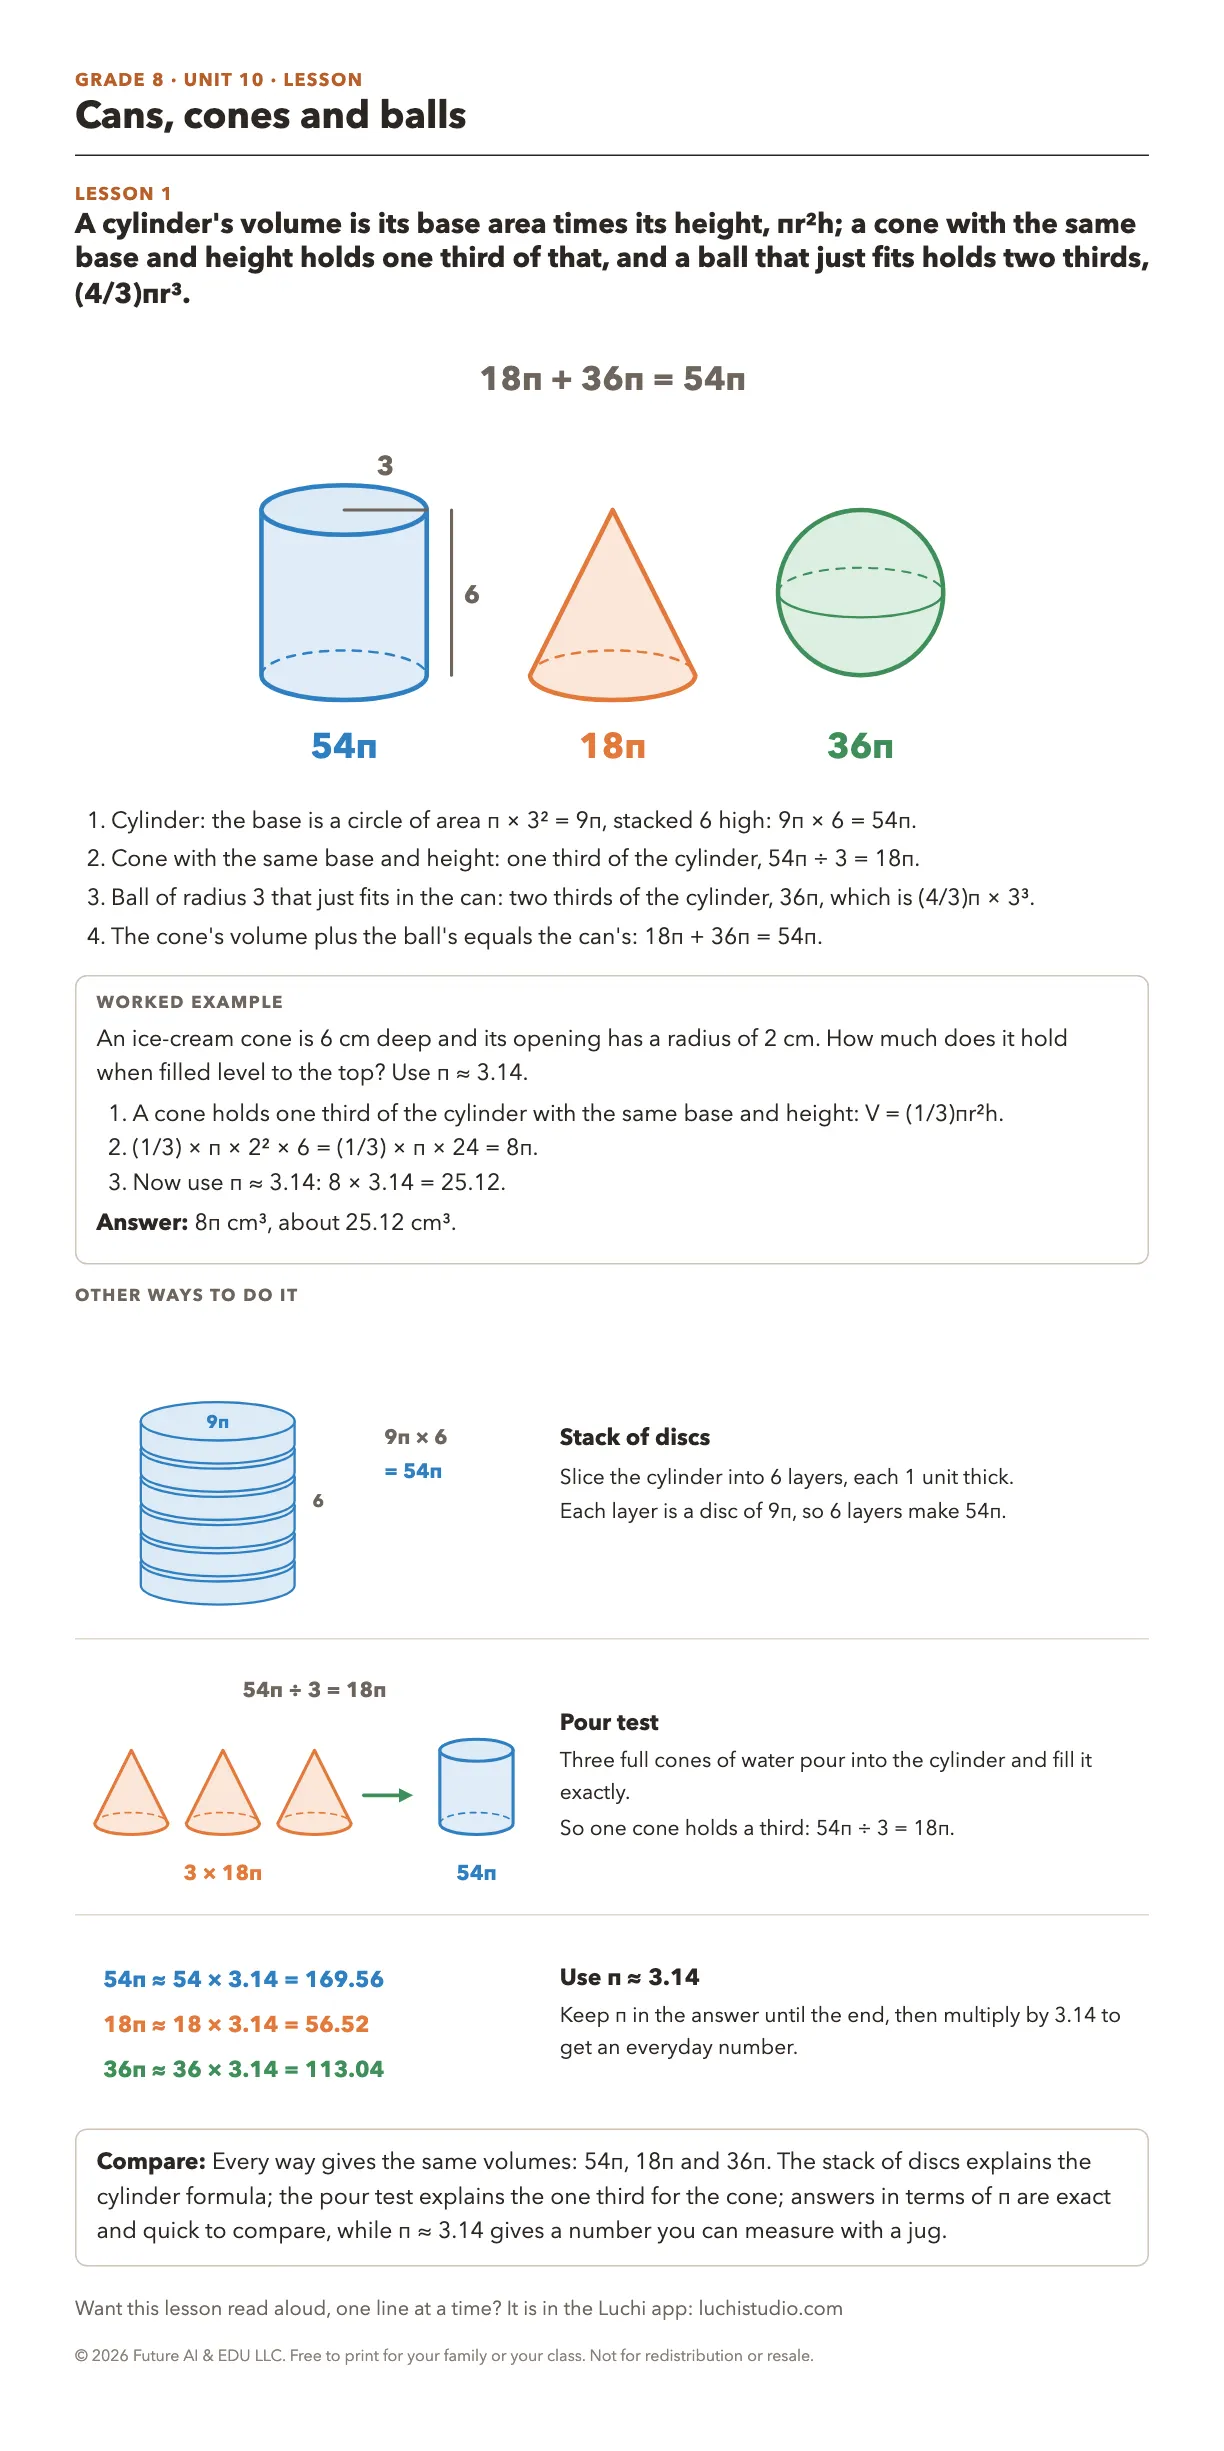 GRADE 8 · UNIT 10 · LESSON
Cans, cones and balls
LESSON 1
A cylinder's volume is its base area times its height, πr²h; a cone with the same
base and height holds one third of that, and a ball that just fits holds two thirds,
(4/3)πr³.
18π + 36π = 54π
3
6
54π 18π 36π
1. Cylinder: the base is a circle of area π × 3² = 9π, stacked 6 high: 9π × 6 = 54π.
2. Cone with the same base and height: one third of the cylinder, 54π ÷ 3 = 18π.
3. Ball of radius 3 that just fits in the can: two thirds of the cylinder, 36π, which is (4/3)π × 3³.
4. The cone's volume plus the ball's equals the can's: 18π + 36π = 54π.
WORKED EXAMPLE
An ice-cream cone is 6 cm deep and its opening has a radius of 2 cm. How much does it hold
when filled level to the top? Use π ≈ 3.14.
1. A cone holds one third of the cylinder with the same base and height: V = (1/3)πr²h.
2. (1/3) × π × 2² × 6 = (1/3) × π × 24 = 8π.
3. Now use π ≈ 3.14: 8 × 3.14 = 25.12.
Answer: 8π cm³, about 25.12 cm³.
OTHER WAYS TO DO IT
9π
6
9π × 6
= 54π
Stack of discs
Slice the cylinder into 6 layers, each 1 unit thick.
Each layer is a disc of 9π, so 6 layers make 54π.
54π ÷ 3 = 18π
3 × 18π
54π
Pour test
Three full cones of water pour into the cylinder and fill it
exactly.
So one cone holds a third: 54π ÷ 3 = 18π.
54π ≈ 54 × 3.14 = 169.56
18π ≈ 18 × 3.14 = 56.52
36π ≈ 36 × 3.14 = 113.04
Use π ≈ 3.14
Keep π in the answer until the end, then multiply by 3.14 to
get an everyday number.
Compare: Every way gives the same volumes: 54π, 18π and 36π. The stack of discs explains the
cylinder formula; the pour test explains the one third for the cone; answers in terms of π are exact
and quick to compare, while π ≈ 3.14 gives a number you can measure with a jug.
Want this lesson read aloud, one line at a time? It is in the Luchi app: luchistudio.com
© 2026 Future AI & EDU LLC. Free to print for your family or your class. Not for redistribution or resale.